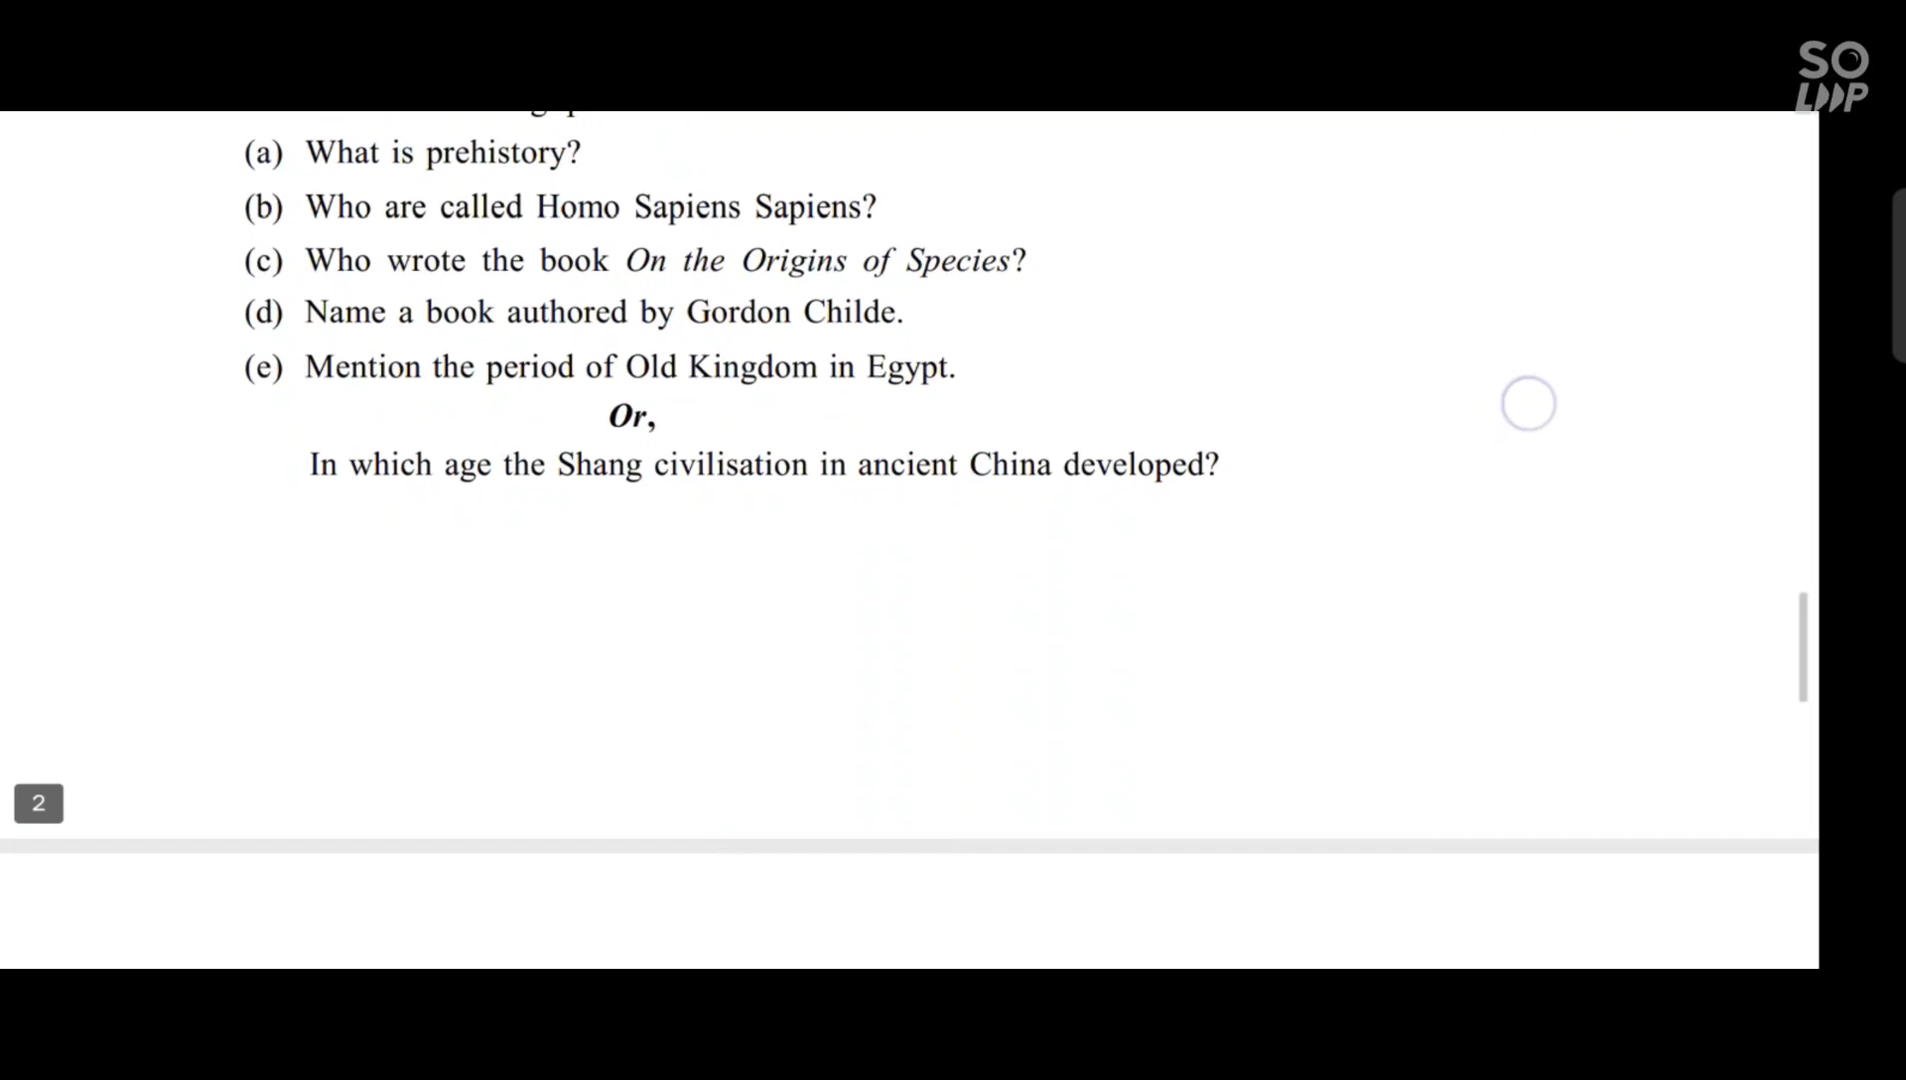 SO
LOOP
(a) What is prehistory?
(b) Who are called Homo Sapiens Sapiens?
(c) Who wrote the book On the Origins of Species?
(d) Name a book authored by Gordon Childe.
(e) Mention the period of Old Kingdom in Egypt.
Or,
In which age the Shang civilisation in ancient China developed?
2